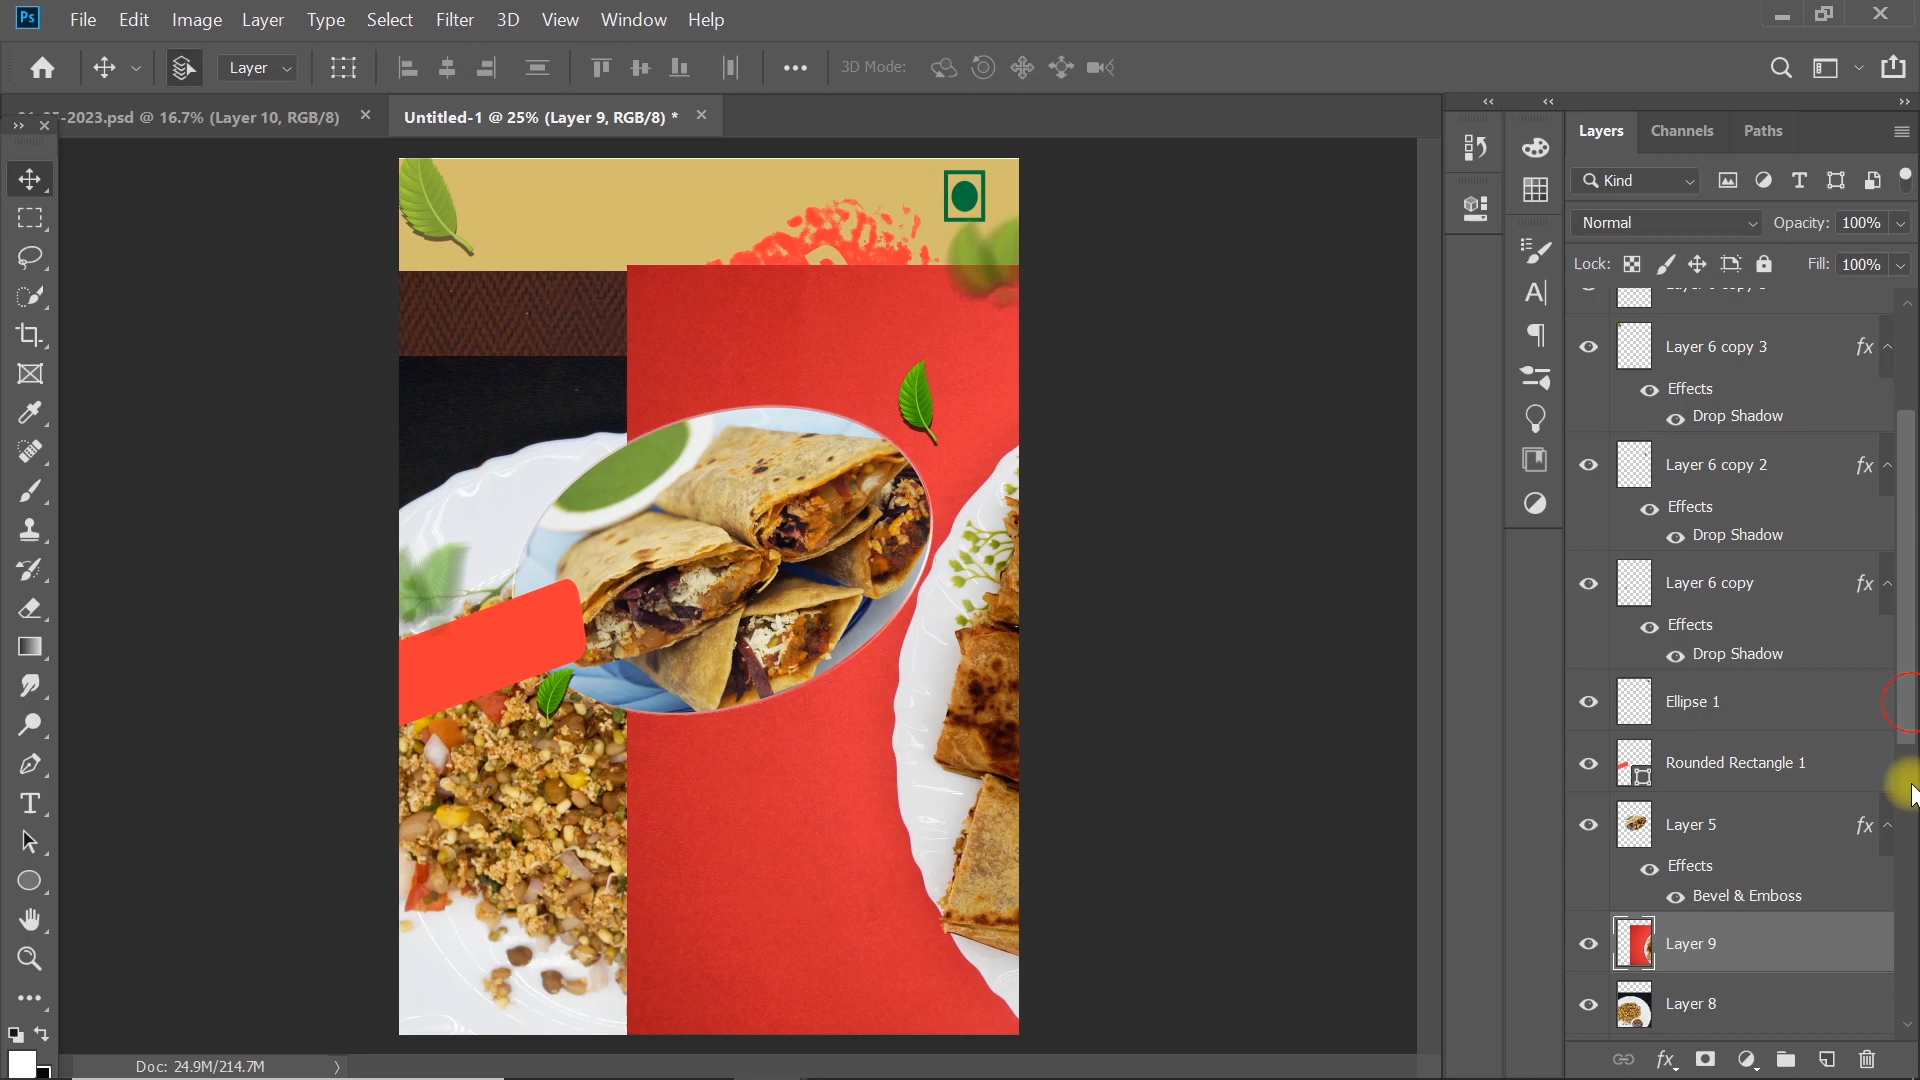 Ps File Edit Image Layer Type Select Filter 3D View Window Help
Layer 3D Mode:
-2023.psd @ 16.7% (Layer 10, RGB/8) Untitled-1 @ 25% (Layer 9, RGB/8) *
Layers Channels Paths
Kind
Normal Opacity: 100%
Lock: Fill: 100%
Layer 6 copy 3
Effects
Drop Shadow
Layer 6 copy 2
Effects
Drop Shadow
Layer 6 copy
Effects
Drop Shadow
Ellipse 1
Rounded Rectangle 1
Layer 5
Effects
Bevel & Emboss
Layer 9
Layer 8
Doc: 24.9M/214.7M